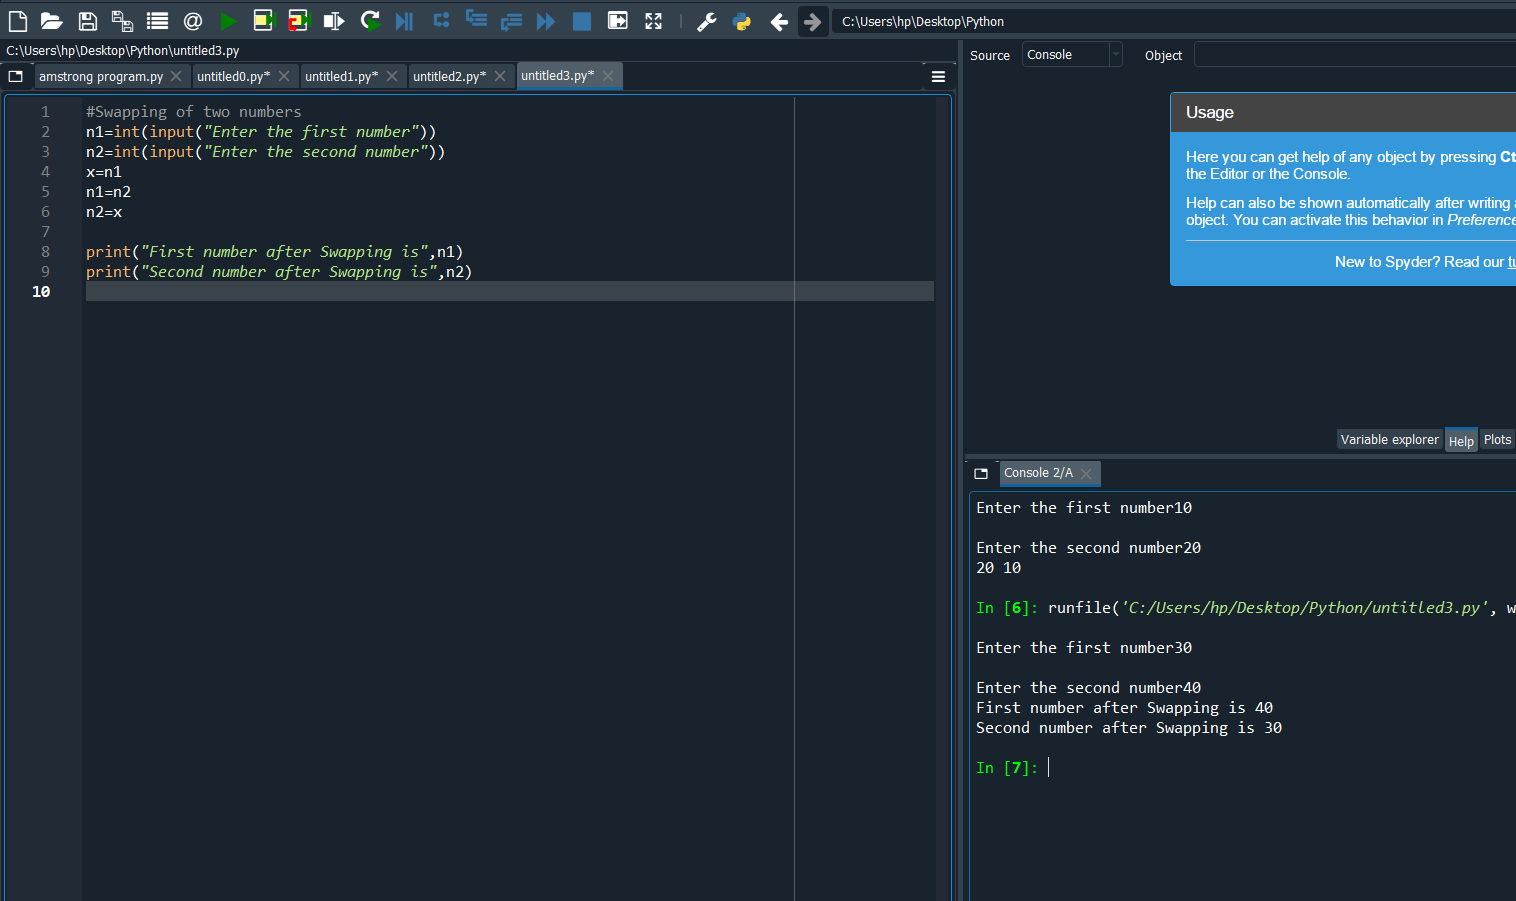 C:\Users\hp\Desktop\Python
C:\Users\hp\Desktop\Python\untitled3.py
amstrong program.py
untitled0.py*
untitled1.py*
untitled2.py*
untitled3.py*
1 #Swapping of two numbers
2 n1=int(input("Enter the first number"))
3 n2=int(input("Enter the second number"))
4 x=n1
5 n1=n2
6 n2=x
7
8 print("First number after Swapping is",n1)
9 print("Second number after Swapping is",n2)
10
Source Console Object
Usage
Here you can get help of any object by pressing Ct
the Editor or the Console.
Help can also be shown automatically after writing a
object. You can activate this behavior in Preference
New to Spyder? Read our tu
Variable explorer Help Plots
Console 2/A
Enter the first number10
Enter the second number20
20 10
In [6]: runfile('C:/Users/hp/Desktop/Python/untitled3.py', w
Enter the first number30
Enter the second number40
First number after Swapping is 40
Second number after Swapping is 30
In [7]: